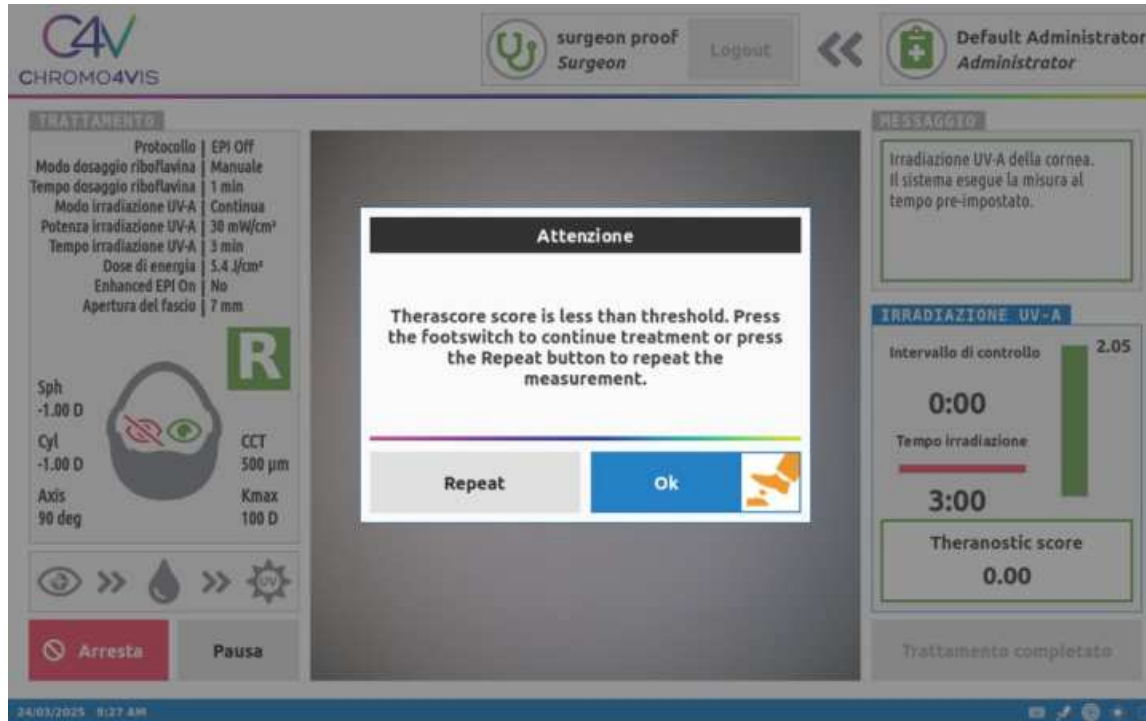 C4V
CHROMO4VIS
surgeon proof
Surgeon
Logout
Default Administrator
Administrator
TRATTAMENTO
Protocollo | EPI Off
Modo dosaggio riboflavina | Manuale
Tempo dosaggio riboflavina | 1 min
Modo irradiazione UV-A | Continua
Potenza irradiazione UV-A | 30 mW/cm²
Tempo irradiazione UV-A | 3 min
Dose di energia | 5.4 J/cm²
Enhanced EPI On | No
Apertura del fascio | 7 mm
R
Sph
-1.00 D
Cyl
-1.00 D
Axis
90 deg
CCT
500 µm
Kmax
100 D
UV
Arresta
Pausa
Attenzione
Therascore score is less than threshold. Press
the footswitch to continue treatment or press
the Repeat button to repeat the
measurement.
Repeat
Ok
MESSAGGIO
Irradiazione UV-A della cornea.
Il sistema esegue la misura al
tempo pre-impostato.
IRRADIAZIONE UV-A
Intervallo di controllo
2.05
0:00
Tempo irradiazione
3:00
Theranostic score
0.00
Trattamento completato
24/03/2025 9:27 AM